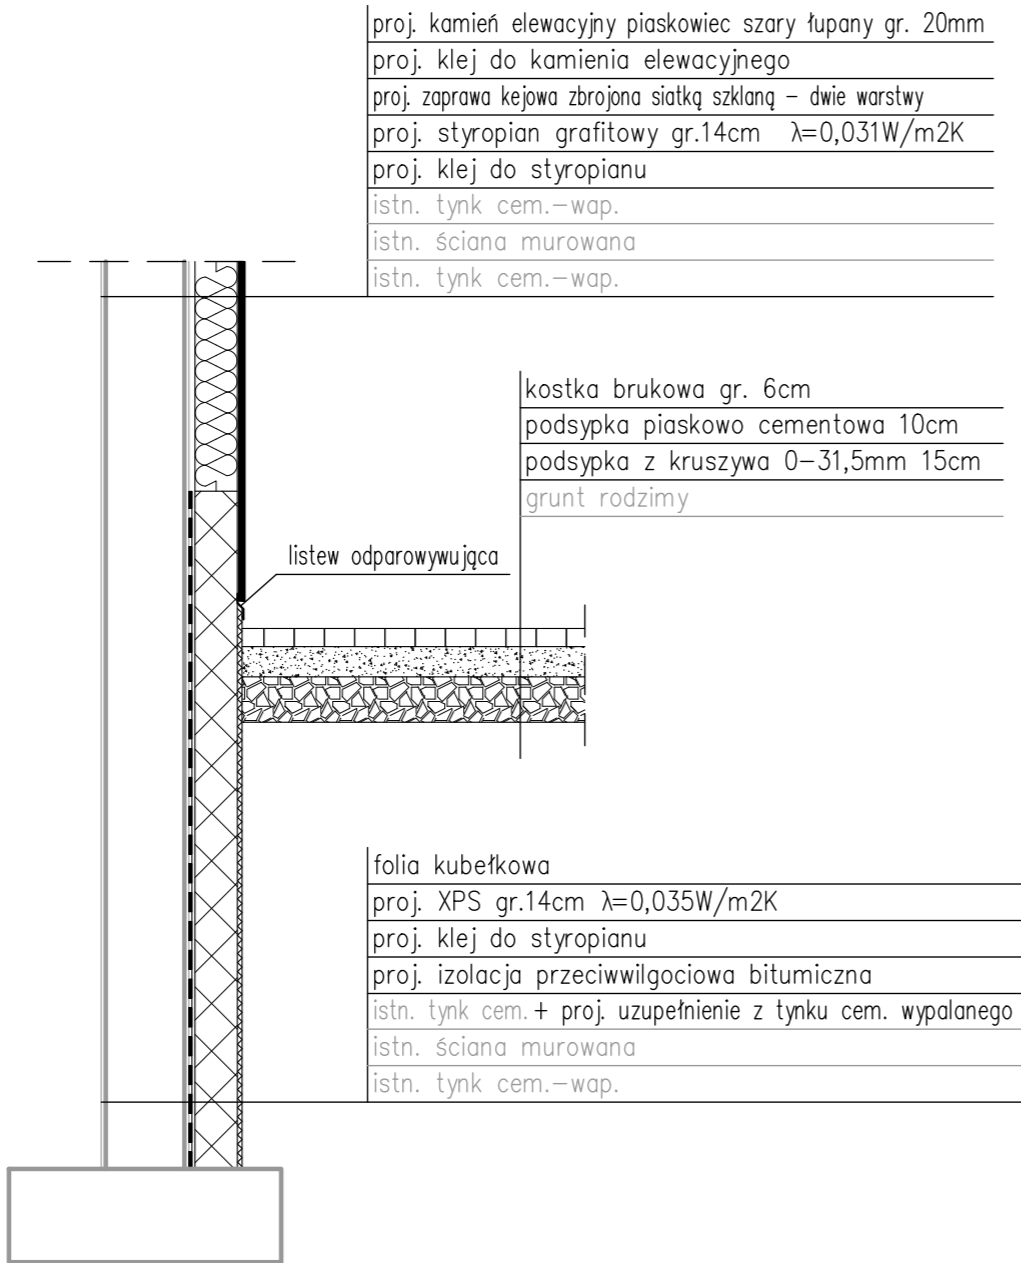 proj. kamień elewacyjny piaskowiec szary łupany gr. 20mm
proj. klej do kamienia elewacyjnego
proj. zaprawa kejowa zbrojona siatką szklaną – dwie warstwy
proj. styropian grafitowy gr.14cm λ=0,031W/m2K
proj. klej do styropianu
istn. tynk cem.–wap.
istn. ściana murowana
istn. tynk cem.–wap.
kostka brukowa gr. 6cm
podsypka piaskowo cementowa 10cm
podsypka z kruszywa 0–31,5mm 15cm
grunt rodzimy
listew odparowywująca
folia kubełkowa
proj. XPS gr.14cm λ=0,035W/m2K
proj. klej do styropianu
proj. izolacja przeciwwilgociowa bitumiczna
istn. tynk cem. + proj. uzupełnienie z tynku cem. wypalanego
istn. ściana murowana
istn. tynk cem.–wap.